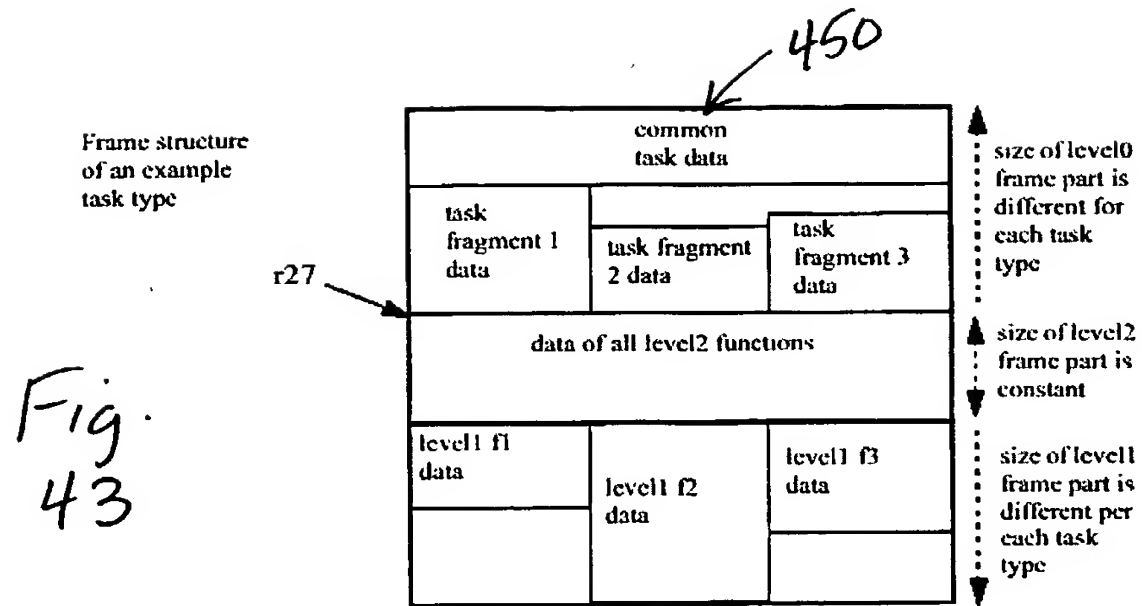 450
Frame structure
of an example
task type
common
task data
size of level0
frame part is
different for
each task
type
task
fragment 1
data
task fragment
2 data
task
fragment 3
data
r27
data of all level2 functions
size of level2
frame part is
constant
Fig.
43
level1 f1
data
level1 f2
data
level1 f3
data
size of level1
frame part is
different per
each task
type